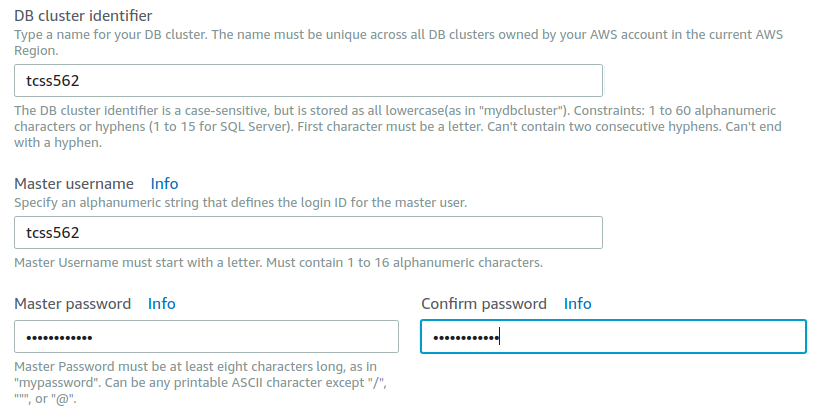 DB cluster identifier
Type a name for your DB cluster. The name must be unique across all DB clusters owned by your AWS account in the current AWS
Region.
tcss562
The DB cluster identifier is a case-sensitive, but is stored as all lowercase(as in "mydbcluster"). Constraints: 1 to 60 alphanumeric
characters or hyphens (1 to 15 for SQL Server). First character must be a letter. Can't contain two consecutive hyphens. Can't end
with a hyphen.
Master username Info
Specify an alphanumeric string that defines the login ID for the master user.
tcss562
Master Username must start with a letter. Must contain 1 to 16 alphanumeric characters.
Master password Info
••••••••••••
Master Password must be at least eight characters long, as in
"mypassword". Can be any printable ASCII character except "/",
""", or "@".
Confirm password Info
••••••••••••